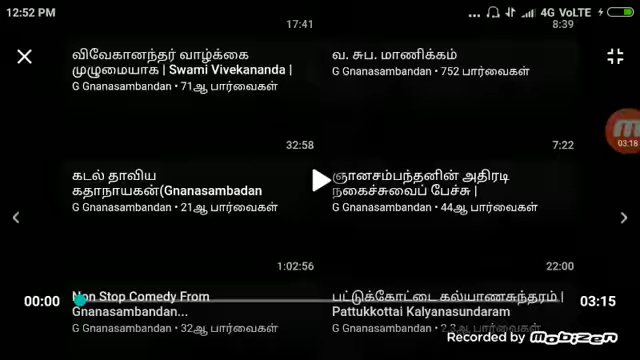 12:52 PM
... 4G VoLTE
17:41
8:39
விவேகானந்தர் வாழ்க்கை
முழுமையாக | Swami Vivekananda |
G Gnanasambandan • 71ஆ பார்வைகள்
வ. சுப. மாணிக்கம்
G Gnanasambandan • 752 பார்வைகள்
03:18
32:58
7:22
கடல் தாவிய
கதாநாயகன்(Gnanasambadan
G Gnanasambandan • 21ஆ பார்வைகள்
ஞானசம்பந்தனின் அதிரடி
நகைச்சுவைப் பேச்சு |
G Gnanasambandan • 44ஆ பார்வைகள்
1:02:56
22:00
00:00
03:15
Non Stop Comedy From
Gnanasambandan...
G Gnanasambandan • 32ஆ பார்வைகள்
பட்டுக்கோட்டை கல்யாணசுந்தரம் |
Pattukkottai Kalyanasundaram
G Gnanasambandan • 2.3ஆ பார்வைகள்
Recorded by mobizen